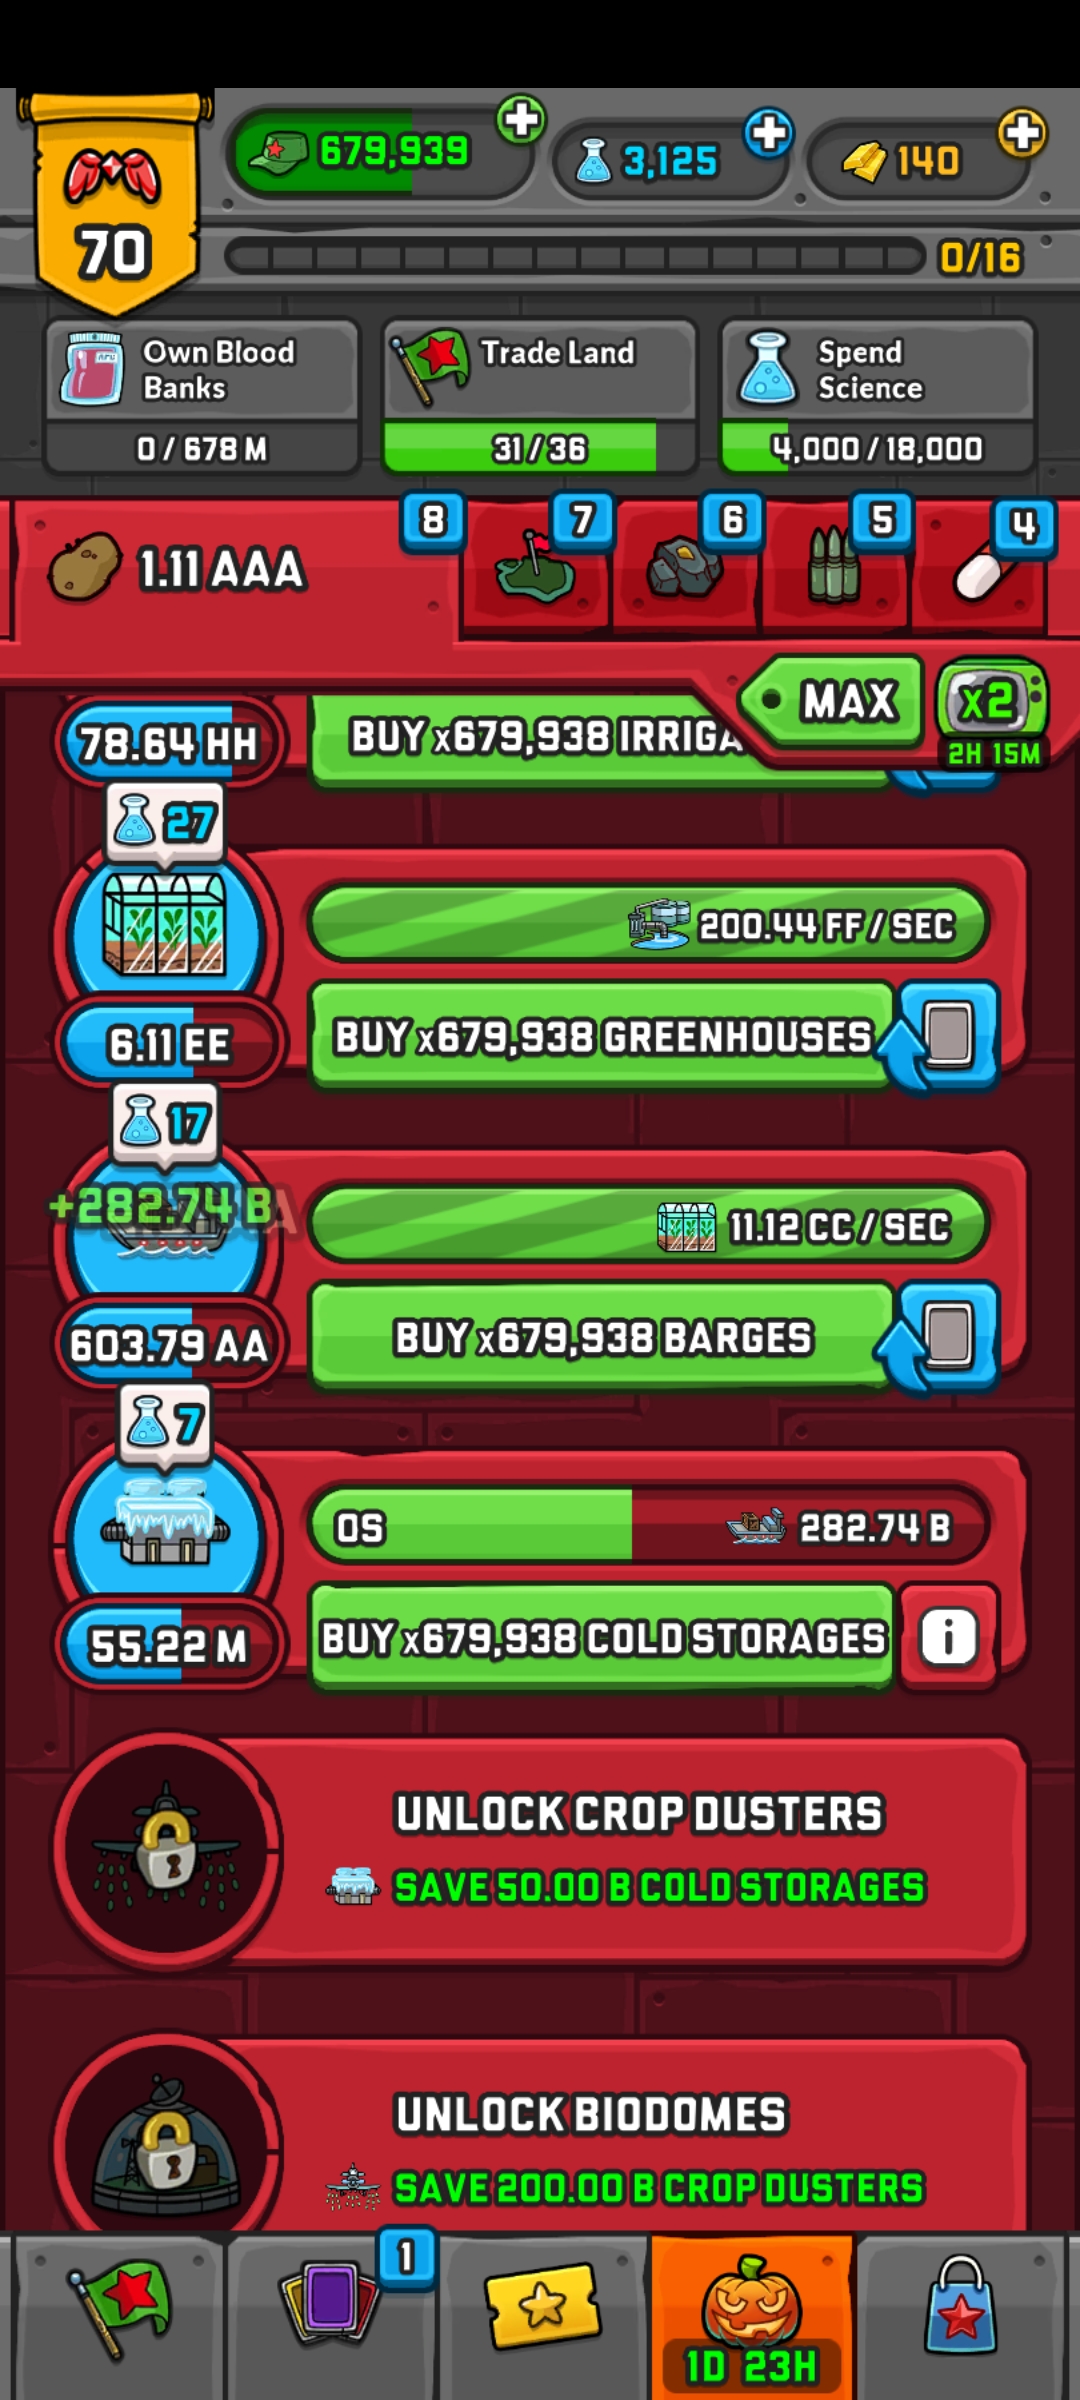 679,939
3,125
140
70
0/16
Own Blood Banks
0 / 678 M
Trade Land
31 / 36
Spend Science
4,000 / 18,000
1.11 AAA
8
7
6
5
4
MAX
x2
2H 15M
78.64 HH
BUY x679,938 IRRIGA
27
200.44 FF / SEC
6.11 EE
BUY x679,938 GREENHOUSES
17
+282.74 B
11.12 CC / SEC
603.79 AA
BUY x679,938 BARGES
7
0S
282.74 B
55.22 M
BUY x679,938 COLD STORAGES
i
UNLOCK CROP DUSTERS
SAVE 50.00 B COLD STORAGES
UNLOCK BIODOMES
SAVE 200.00 B CROP DUSTERS
1
1D 23H